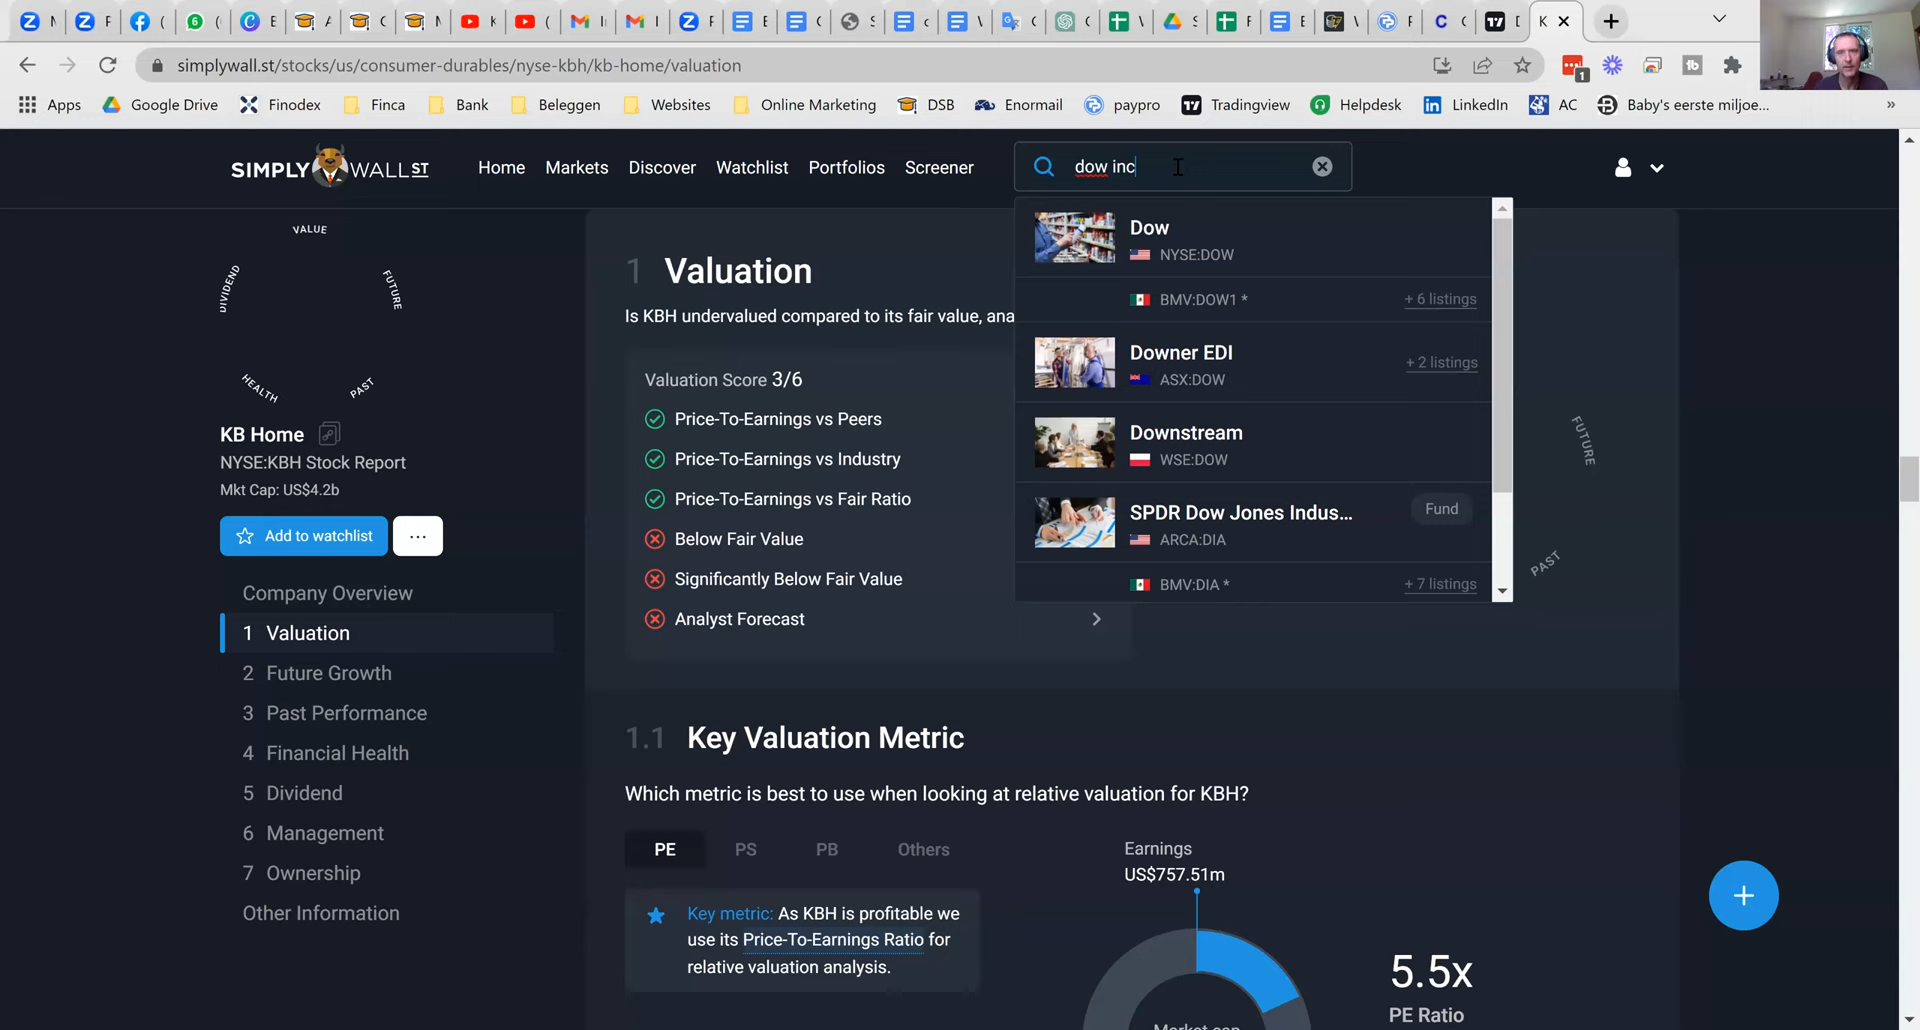 simplywall.st/stocks/us/consumer-durables/nyse-kbh/kb-home/valuation
1
Apps
Google Drive
Finodex
Finca
Bank
Beleggen
Websites
Online Marketing
DSB
Enormail
paypro
Tradingview
Helpdesk
LinkedIn
AC
Baby's eerste miljoe...
»
SIMPLY WALL ST
Home
Markets
Discover
Watchlist
Portfolios
Screener
dow inc
VALUE
FUTURE
PAST
HEALTH
DIVIDEND
KB Home
NYSE:KBH Stock Report
Mkt Cap: US$4.2b
Add to watchlist
...
Company Overview
1 Valuation
2 Future Growth
3 Past Performance
4 Financial Health
5 Dividend
6 Management
7 Ownership
Other Information
1 Valuation
Is KBH undervalued compared to its fair value, ana
Valuation Score 3/6
Price-To-Earnings vs Peers
Price-To-Earnings vs Industry
Price-To-Earnings vs Fair Ratio
Below Fair Value
Significantly Below Fair Value
Analyst Forecast
Dow
NYSE:DOW
BMV:DOW1 *
+ 6 listings
Downer EDI
ASX:DOW
+ 2 listings
Downstream
WSE:DOW
SPDR Dow Jones Indus...
Fund
ARCA:DIA
BMV:DIA *
+ 7 listings
FUTURE
PAST
1.1 Key Valuation Metric
Which metric is best to use when looking at relative valuation for KBH?
PE
PS
PB
Others
Key metric: As KBH is profitable we
use its Price-To-Earnings Ratio for
relative valuation analysis.
Earnings
US$757.51m
5.5x
PE Ratio